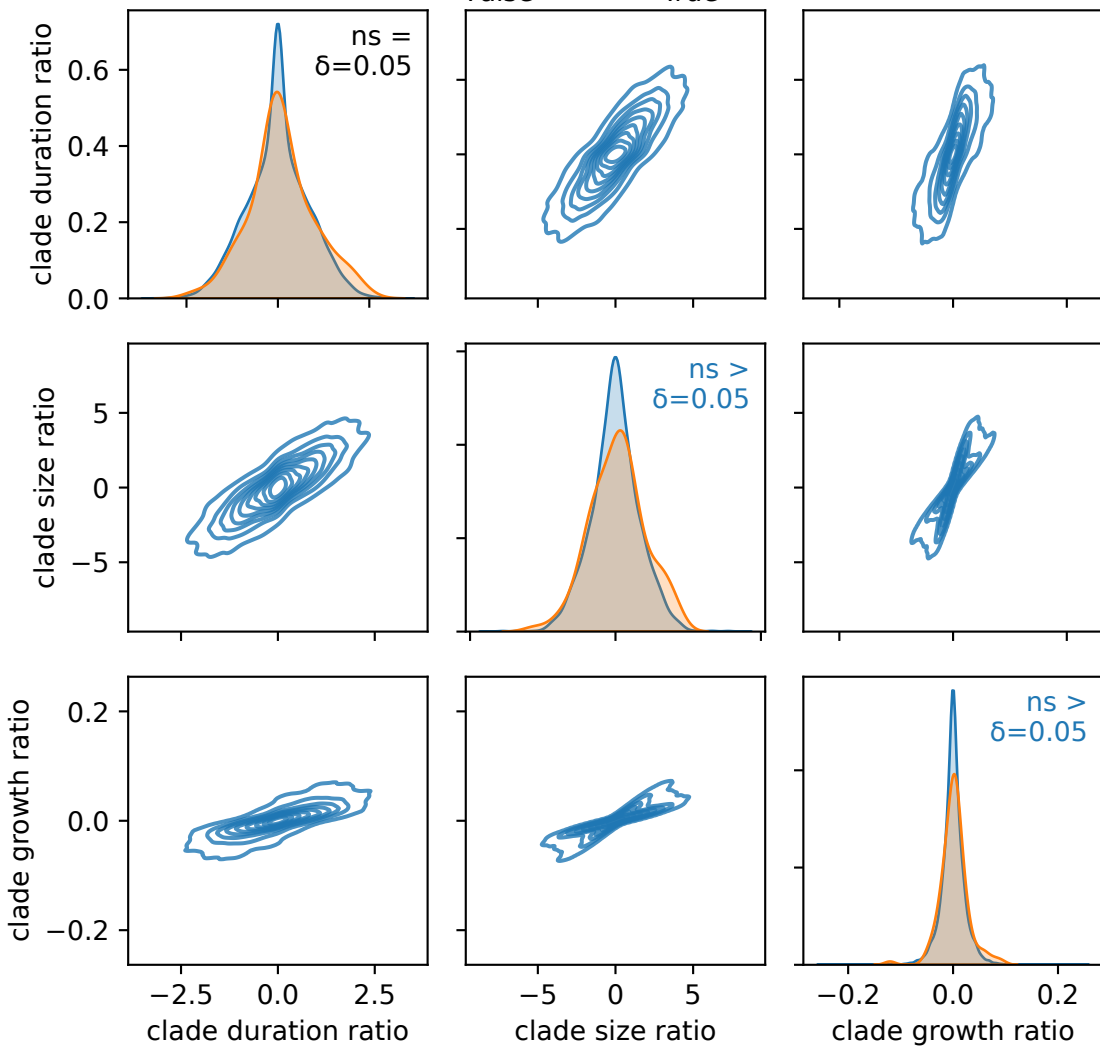 clade duration ratio
0.6
0.4
0.2
0.0
ns =
δ=0.05
clade size ratio
5
0
−5
ns >
δ=0.05
clade growth ratio
0.2
0.0
−0.2
ns >
δ=0.05
−2.5 0.0 2.5
−5 0 5
−0.2 0.0 0.2
clade duration ratio
clade size ratio
clade growth ratio